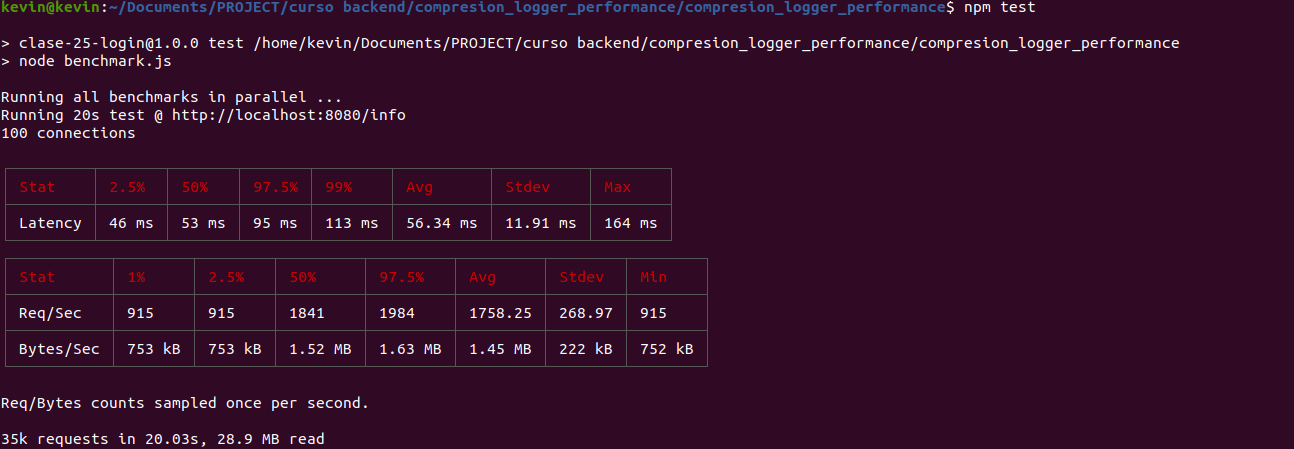 kevin@kevin:~/Documents/PROJECT/curso backend/compresion_logger_performance/compresion_logger_performance$ npm test
> clase-25-login@1.0.0 test /home/kevin/Documents/PROJECT/curso backend/compresion_logger_performance/compresion_logger_performance
> node benchmark.js
Running all benchmarks in parallel ...
Running 20s test @ http://localhost:8080/info
100 connections
Stat 2.5% 50% 97.5% 99% Avg Stdev Max
Latency 46 ms 53 ms 95 ms 113 ms 56.34 ms 11.91 ms 164 ms
Stat 1% 2.5% 50% 97.5% Avg Stdev Min
Req/Sec 915 915 1841 1984 1758.25 268.97 915
Bytes/Sec 753 kB 753 kB 1.52 MB 1.63 MB 1.45 MB 222 kB 752 kB
Req/Bytes counts sampled once per second.
35k requests in 20.03s, 28.9 MB read